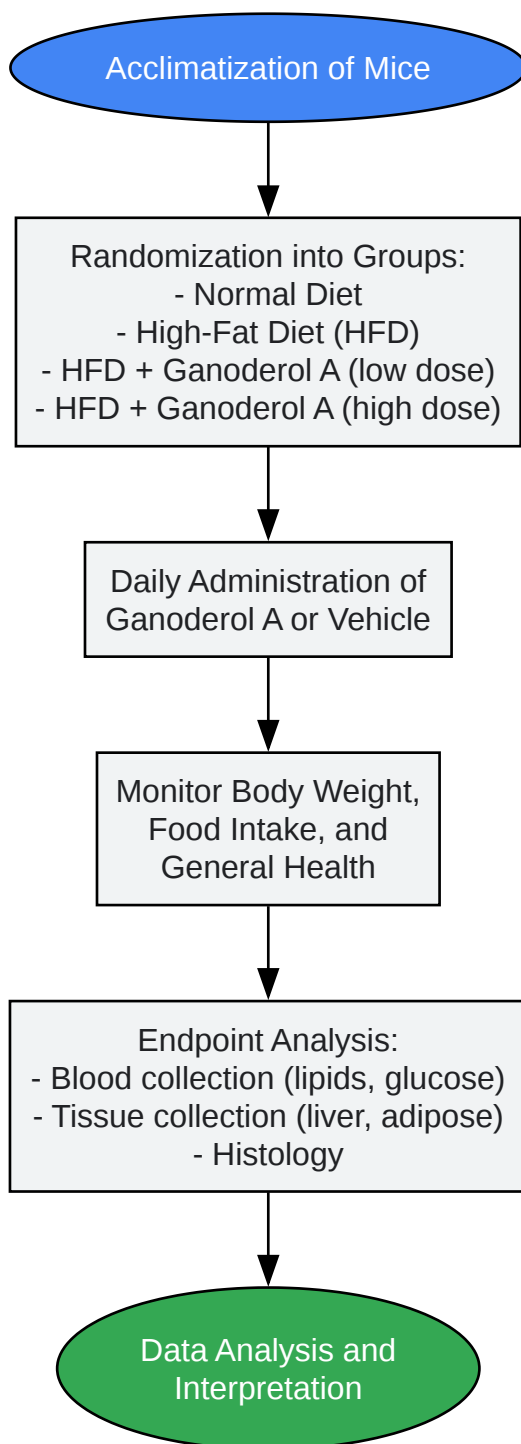 Acclimatization of Mice
Randomization into Groups:
- Normal Diet
- High-Fat Diet (HFD)
- HFD + Ganoderol A (low dose)
- HFD + Ganoderol A (high dose)
Daily Administration of
Ganoderol A or Vehicle
Monitor Body Weight,
Food Intake, and
General Health
Endpoint Analysis:
- Blood collection (lipids, glucose)
- Tissue collection (liver, adipose)
- Histology
Data Analysis and
Interpretation